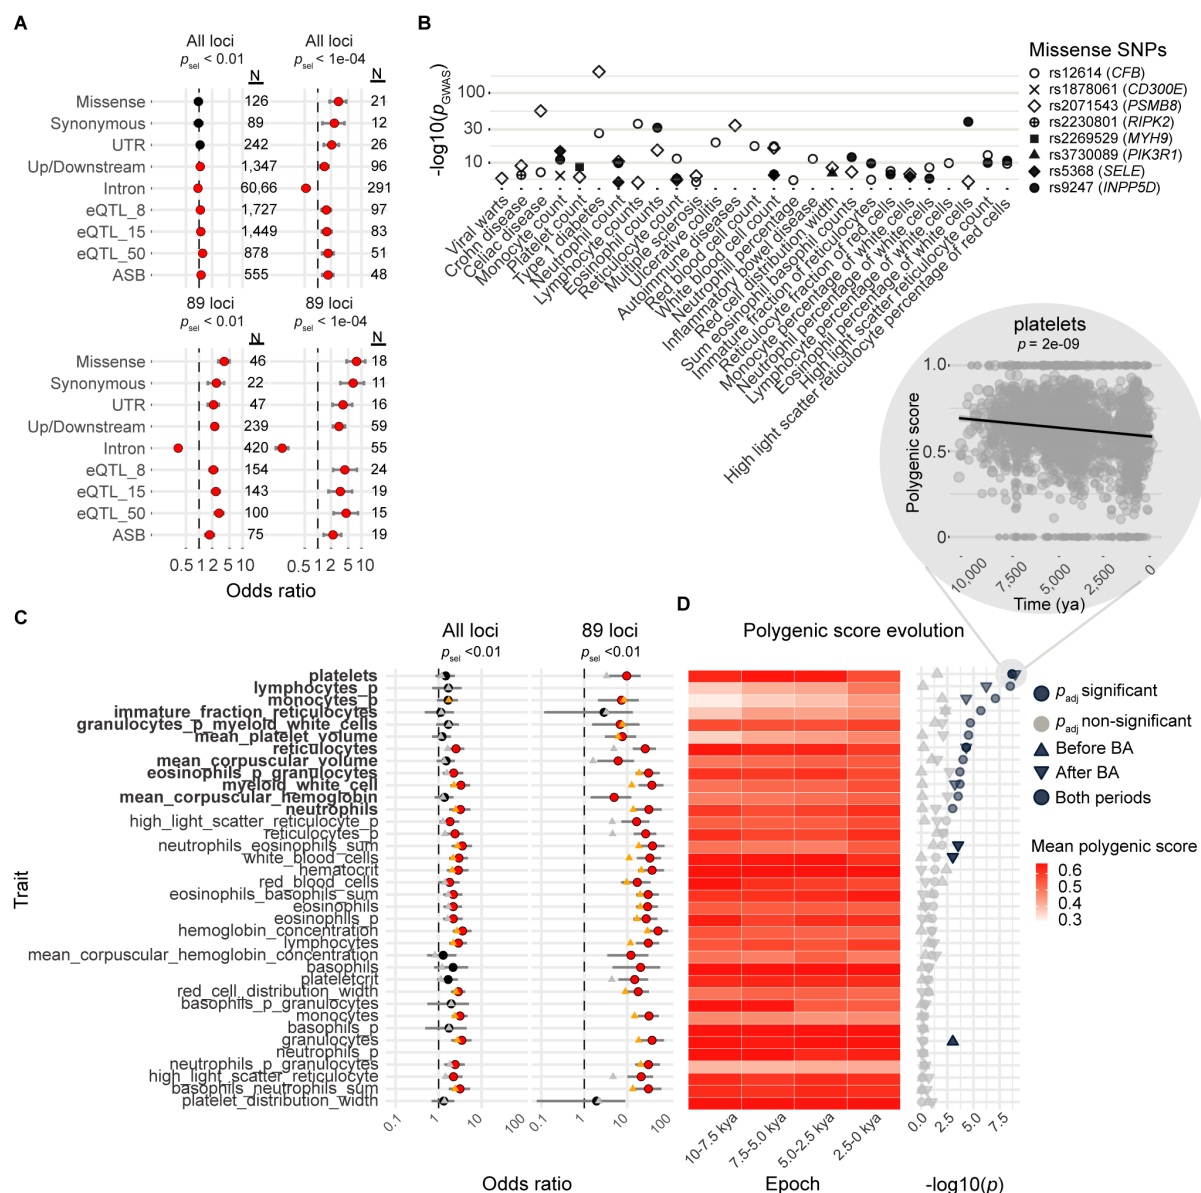 A
All loci
p sel < 0.01
N
All loci
p sel < 1e-04
N
Missense 126 21
Synonymous 89 12
UTR 242 26
Up/Downstream 1,347 96
Intron 60,66 291
eQTL_8 1,727 97
eQTL_15 1,449 83
eQTL_50 878 51
ASB 555 48
89 loci
p sel < 0.01
N
89 loci
p sel < 1e-04
N
Missense 46 18
Synonymous 22 11
UTR 47 16
Up/Downstream 239 59
Intron 420 55
eQTL_8 154 24
eQTL_15 143 19
eQTL_50 100 15
ASB 75 19
0.5 1 2 5 10 0.5 1 2 5 10
Odds ratio
B
-log10(pGWAS)
100
30
10
Viral warts
Crohn disease
Celiac disease
Monocyte count
Platelet count
Type 1 diabetes
Neutrophil count
Lymphocyte counts
Eosinophil counts
Reticulocyte count
Multiple sclerosis
Ulcerative colitis
Autoimmune diseases
Red blood cell count
White blood cell count
Neutrophil percentage
Inflammatory bowel disease
Red cell distribution width
Sum eosinophil basophil counts
Immature fraction of reticulocytes
Reticulocyte fraction of red cells
Monocyte percentage of white cells
Neutrophil percentage of white cells
Lymphocyte percentage of white cells
Eosinophil percentage of white cells
High light scatter reticulocyte count
High light scatter reticulocyte percentage of red cells
Missense SNPs
rs12614 (CFB)
rs1878061 (CD300E)
rs2071543 (PSMB8)
rs2230801 (RIPK2)
rs2269529 (MYH9)
rs3730089 (PIK3R1)
rs5368 (SELE)
rs9247 (INPP5D)
platelets
p = 2e-09
Polygenic score
1.0
0.5
0
10,000 7,500 5,000 2,500 0
Time (ya)
C
All loci
p sel <0.01
89 loci
p sel <0.01
Trait
platelets
lymphocytes_p
monocytes_p
immature_fraction_reticulocytes
granulocytes_p_myeloid_white_cells
mean_platelet_volume
reticulocytes
mean_corpuscular_volume
eosinophils_p_granulocytes
myeloid_white_cell
mean_corpuscular_hemoglobin
neutrophils
high_light_scatter_reticulocyte_p
reticulocytes_p
neutrophils_eosinophils_sum
white_blood_cells
hematocrit
red_blood_cells
eosinophils_basophils_sum
eosinophils
eosinophils_p
hemoglobin_concentration
lymphocytes
mean_corpuscular_hemoglobin_concentration
basophils
plateletcrit
red_cell_distribution_width
basophils_p_granulocytes
monocytes
basophils_p
granulocytes
neutrophils_p
neutrophils_p_granulocytes
high_light_scatter_reticulocyte
basophils_neutrophils_sum
platelet_distribution_width
0.1 1 10 100 0.1 1 10 100
Odds ratio
D
Polygenic score evolution
10-7.5 kya 7.5-5.0 kya 5.0-2.5 kya 2.5-0 kya
Epoch
0.0 2.5 5.0 7.5
-log10(p)
p adj significant
p adj non-significant
Before BA
After BA
Both periods
Mean polygenic score
0.6
0.5
0.4
0.3